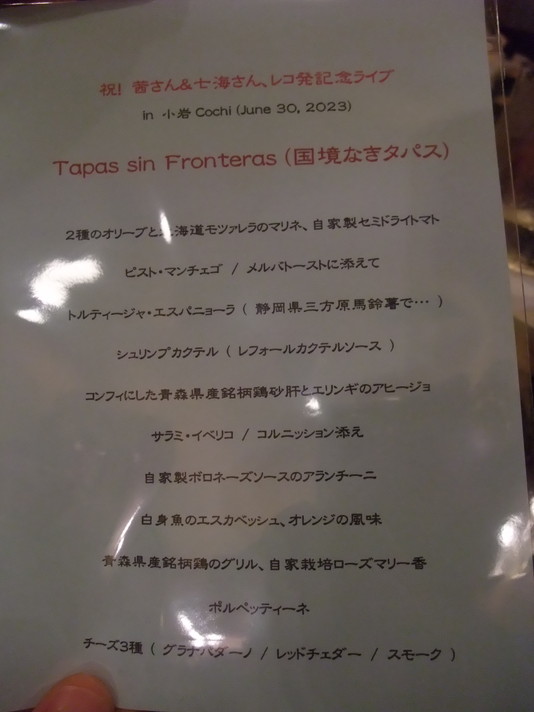 祝! 茜さん&七海さん、レコ発記念ライブ
in 小岩 Cochi (June 30, 2023)
Tapas sin Fronteras (国境なきタパス)
2種のオリーブと北海道モツァレラのマリネ、自家製セミドライトマト
ピスト・マンチェゴ / メルバトーストに添えて
トルティージャ・エスパニョーラ ( 静岡県三方原馬鈴薯で… )
シュリンプカクテル ( レフォールカクテルソース )
コンフィにした青森県産銘柄鶏砂肝とエリンギのアヒージョ
サラミ・イベリコ / コルニッション添え
自家製ボロネーズソースのアランチーニ
白身魚のエスカベッシュ、オレンジの風味
青森県産銘柄鶏のグリル、自家栽培ローズマリー香
ポルペッティーネ
チーズ3種 ( グラナパダーノ / レッドチェダー / スモーク )